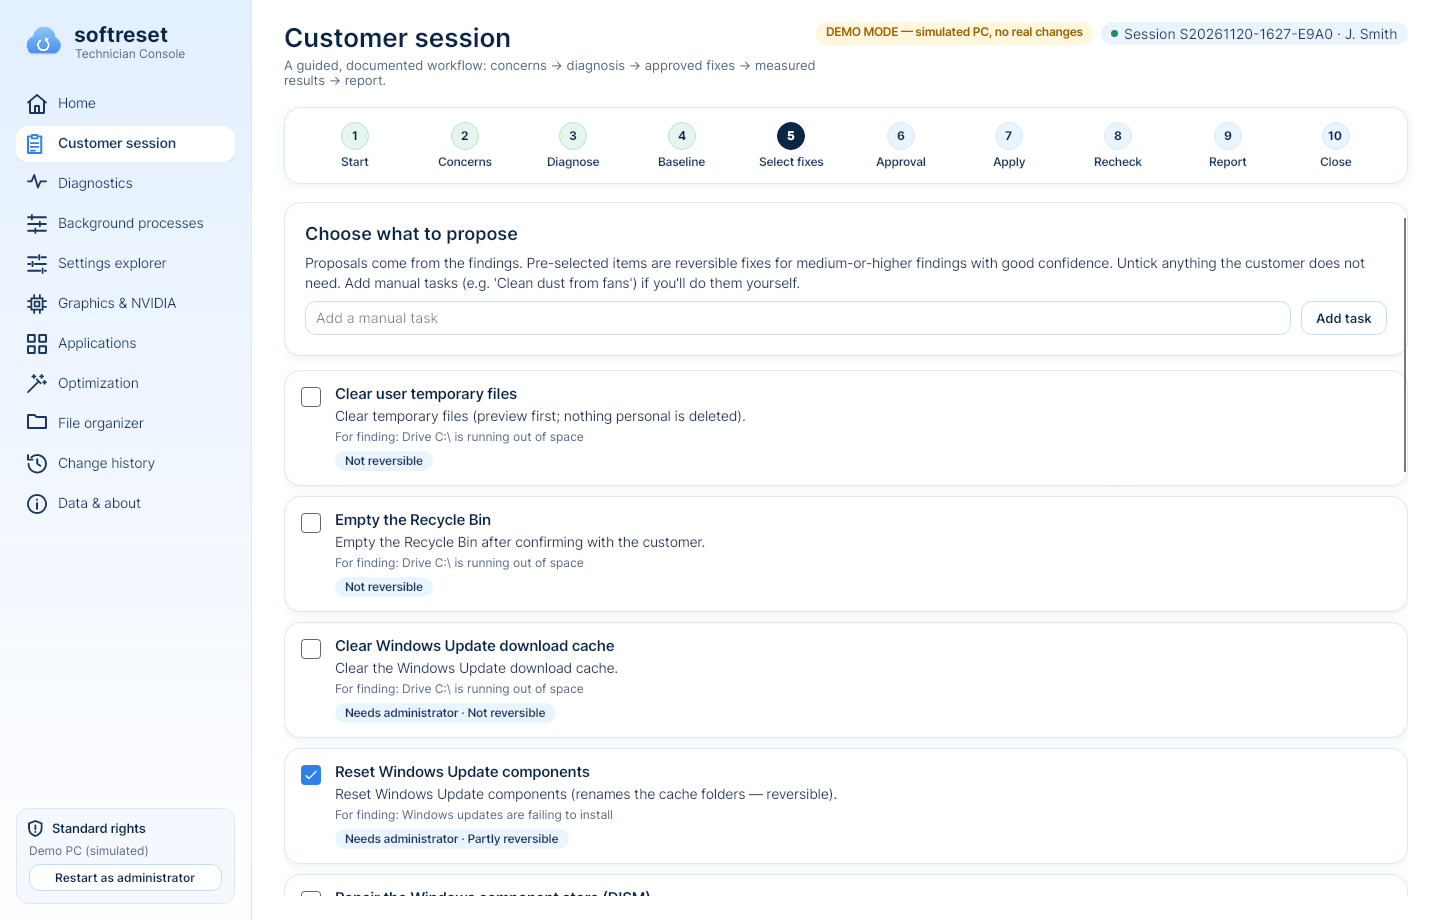 softreset
Technician Console
Home
Customer session
Diagnostics
Background processes
Settings explorer
Graphics & NVIDIA
Applications
Optimization
File organizer
Change history
Data & about
Standard rights
Demo PC (simulated)
Restart as administrator
Customer session
DEMO MODE — simulated PC, no real changes
Session S20261120-1627-E9A0 · J. Smith
A guided, documented workflow: concerns → diagnosis → approved fixes → measured
results → report.
1 2 3 4 5 6 7 8 9 10
Start Concerns Diagnose Baseline Select fixes Approval Apply Recheck Report Close
Choose what to propose
Proposals come from the findings. Pre-selected items are reversible fixes for medium-or-higher findings with good confidence. Untick anything the customer does not
need. Add manual tasks (e.g. 'Clean dust from fans') if you'll do them yourself.
Add a manual task
Add task
Clear user temporary files
Clear temporary files (preview first; nothing personal is deleted).
For finding: Drive C:\ is running out of space
Not reversible
Empty the Recycle Bin
Empty the Recycle Bin after confirming with the customer.
For finding: Drive C:\ is running out of space
Not reversible
Clear Windows Update download cache
Clear the Windows Update download cache.
For finding: Drive C:\ is running out of space
Needs administrator · Not reversible
Reset Windows Update components
Reset Windows Update components (renames the cache folders — reversible).
For finding: Windows updates are failing to install
Needs administrator · Partly reversible
Repair the Windows component store (DISM)